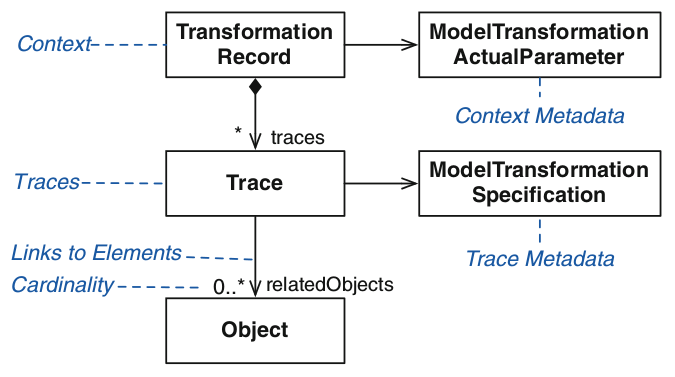 Context
Transformation
Record
ModelTransformation
ActualParameter
Context Metadata
*
traces
Traces
Trace
ModelTransformation
Specification
Trace Metadata
Links to Elements
Cardinality
0..*
relatedObjects
Object